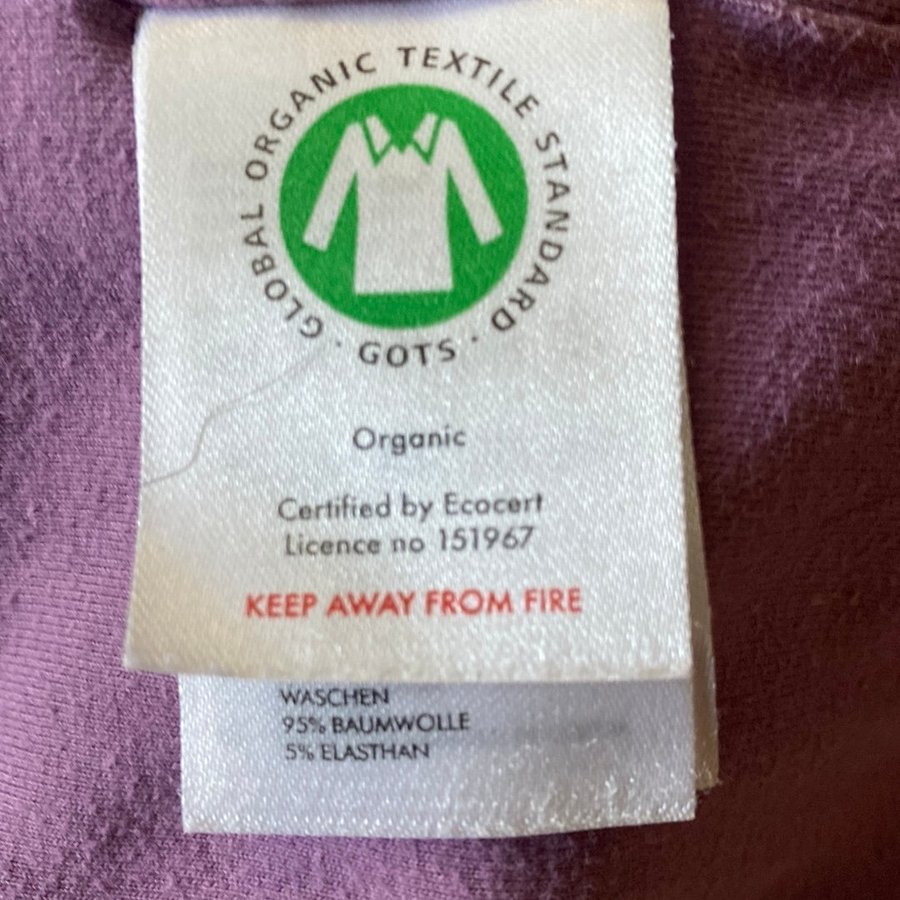 GLOBAL ORGANIC TEXTILE STANDARD
· GOTS ·
Organic
Certified by Ecocert
Licence no 151967
KEEP AWAY FROM FIRE
WASCHEN
95% BAUMWOLLE
5% ELASTHAN